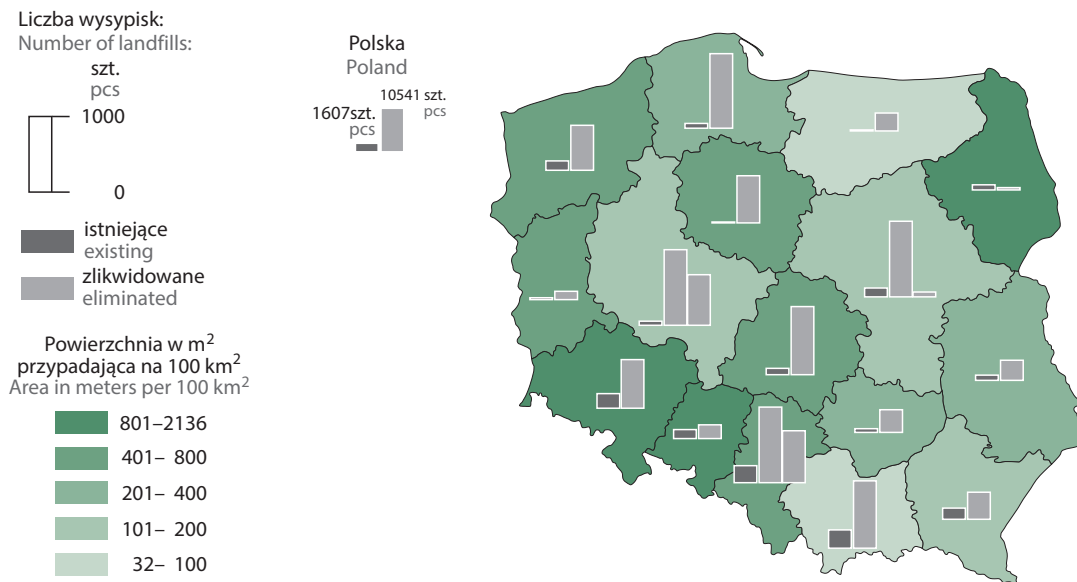 Liczba wysypisk:
Number of landfills:
szt.
pcs
1000
0
istniejące
existing
zlikwidowane
eliminated
Polska
Poland
10541 szt.
pcs
1607szt.
pcs
Powierzchnia w m²
przypadająca na 100 km²
Area in meters per 100 km²
801–2136
401– 800
201– 400
101– 200
32– 100